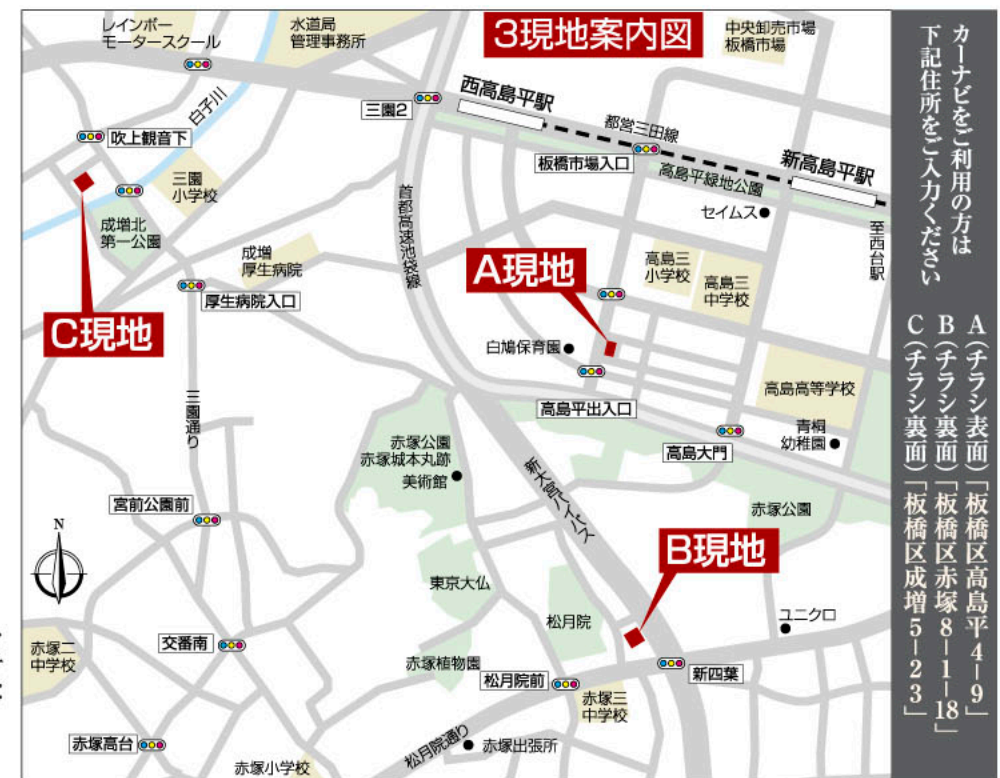 3現地案内図
レインボー
モータースクール
水道局
管理事務所
中央卸売市場
板橋市場
白子川
三園2
西高島平駅
都営三田線
板橋市場入口
新高島平駅
高島平緑地公園
セイムス
至西台駅
吹上観音下
三園
小学校
成増北
第一公園
成増
厚生病院
厚生病院入口
首都高速池袋線
A現地
高島三
小学校
高島三
中学校
C現地
白鳩保育園
高島高等学校
高島平出入口
青桐
幼稚園
高島大門
三園通り
赤塚公園
赤塚城本丸跡
美術館
新大宮バイパス
赤塚公園
宮前公園前
N
B現地
東京大仏
松月院
ユニクロ
赤塚二
中学校
交番南
赤塚植物園
松月院前
新四葉
赤塚三
中学校
赤塚高台
松月院通り
赤塚出張所
赤塚小学校
カーナビをご利用の方は
下記住所をご入力ください
A(チラシ表面)「板橋区高島平4-9」
B(チラシ裏面)「板橋区赤塚8-1-18」
C(チラシ裏面)「板橋区成増5-23」